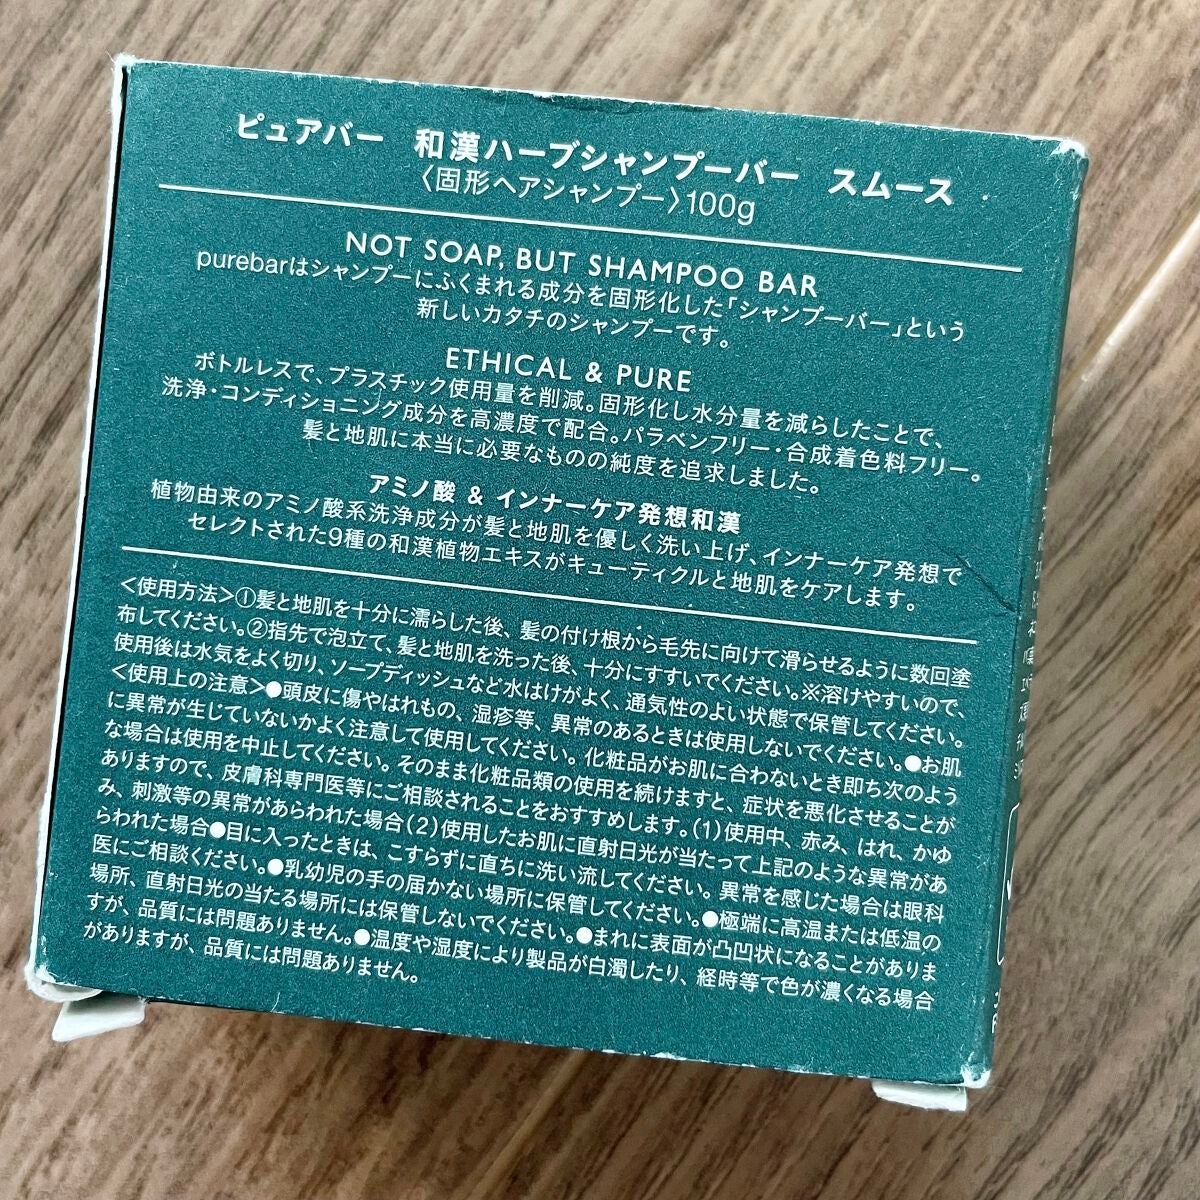 ピュアバー 和漢ハーブシャンプーバー スムース
〈固形ヘアシャンプー〉100g
NOT SOAP, BUT SHAMPOO BAR
purebarはシャンプーにふくまれる成分を固形化した「シャンプーバー」という
新しいカタチのシャンプーです。
ETHICAL & PURE
ボトルレスで、プラスチック使用量を削減。固形化し水分量を減らしたことで、
洗浄・コンディショニング成分を高濃度で配合。パラベンフリー・合成着色料フリー。
髪と地肌に本当に必要なものの純度を追求しました。
アミノ酸 & インナーケア発想和漢
植物由来のアミノ酸系洗浄成分が髪と地肌を優しく洗い上げ、インナーケア発想で
セレクトされた9種の和漢植物エキスがキューティクルと地肌をケアします。
<使用方法>①髪と地肌を十分に濡らした後、髪の付け根から毛先に向けて滑らせるように数回塗
布してください。②指先で泡立て、髪と地肌を洗った後、十分にすすいでください。※溶けやすいので、
使用後は水気をよく切り、ソープディッシュなど水はけがよく、通気性のよい状態で保管してください。
<使用上の注意>●頭皮に傷やはれもの、湿疹等、異常のあるときは使用しないでください。●お肌
に異常が生じていないかよく注意して使用してください。化粧品がお肌に合わないとき即ち次のよう
な場合は使用を中止してください。そのまま化粧品類の使用を続けますと、症状を悪化させることが
ありますので、皮膚科専門医等にご相談されることをおすすめします。(1)使用中、赤み、はれ、かゆ
み、刺激等の異常があらわれた場合(2)使用したお肌に直射日光が当たって上記のような異常があ
らわれた場合●目に入ったときは、こすらずに直ちに洗い流してください。異常を感じた場合は眼科
医にご相談ください。●乳幼児の手の届かない場所に保管してください。●極端に高温または低温の
場所、直射日光の当たる場所には保管しないでください。●まれに表面が凸凹状になることがありま
すが、品質には問題ありません。●温度や湿度により製品が白濁したり、経時等で色が濃くなる場合
がありますが、品質には問題ありません。